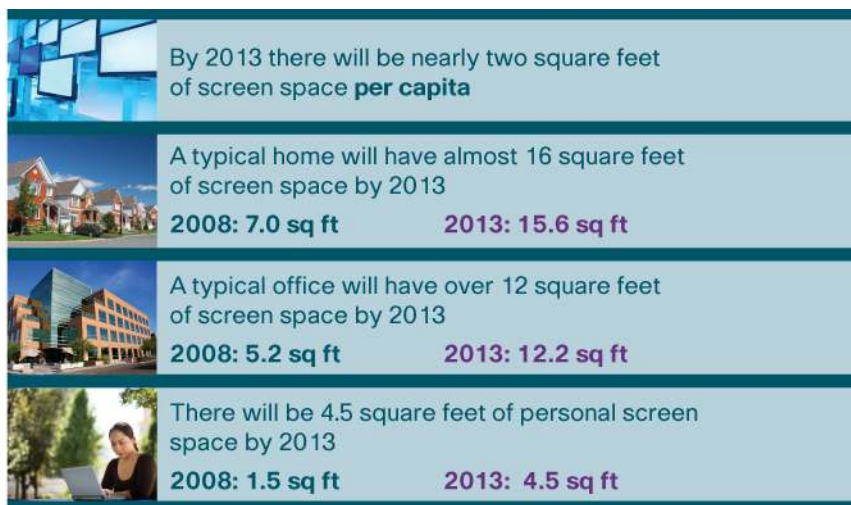 By 2013 there will be nearly two square feet
of screen space per capita
A typical home will have almost 16 square feet
of screen space by 2013
2008: 7.0 sq ft 2013: 15.6 sq ft
A typical office will have over 12 square feet
of screen space by 2013
2008: 5.2 sq ft 2013: 12.2 sq ft
There will be 4.5 square feet of personal screen
space by 2013
2008: 1.5 sq ft 2013: 4.5 sq ft